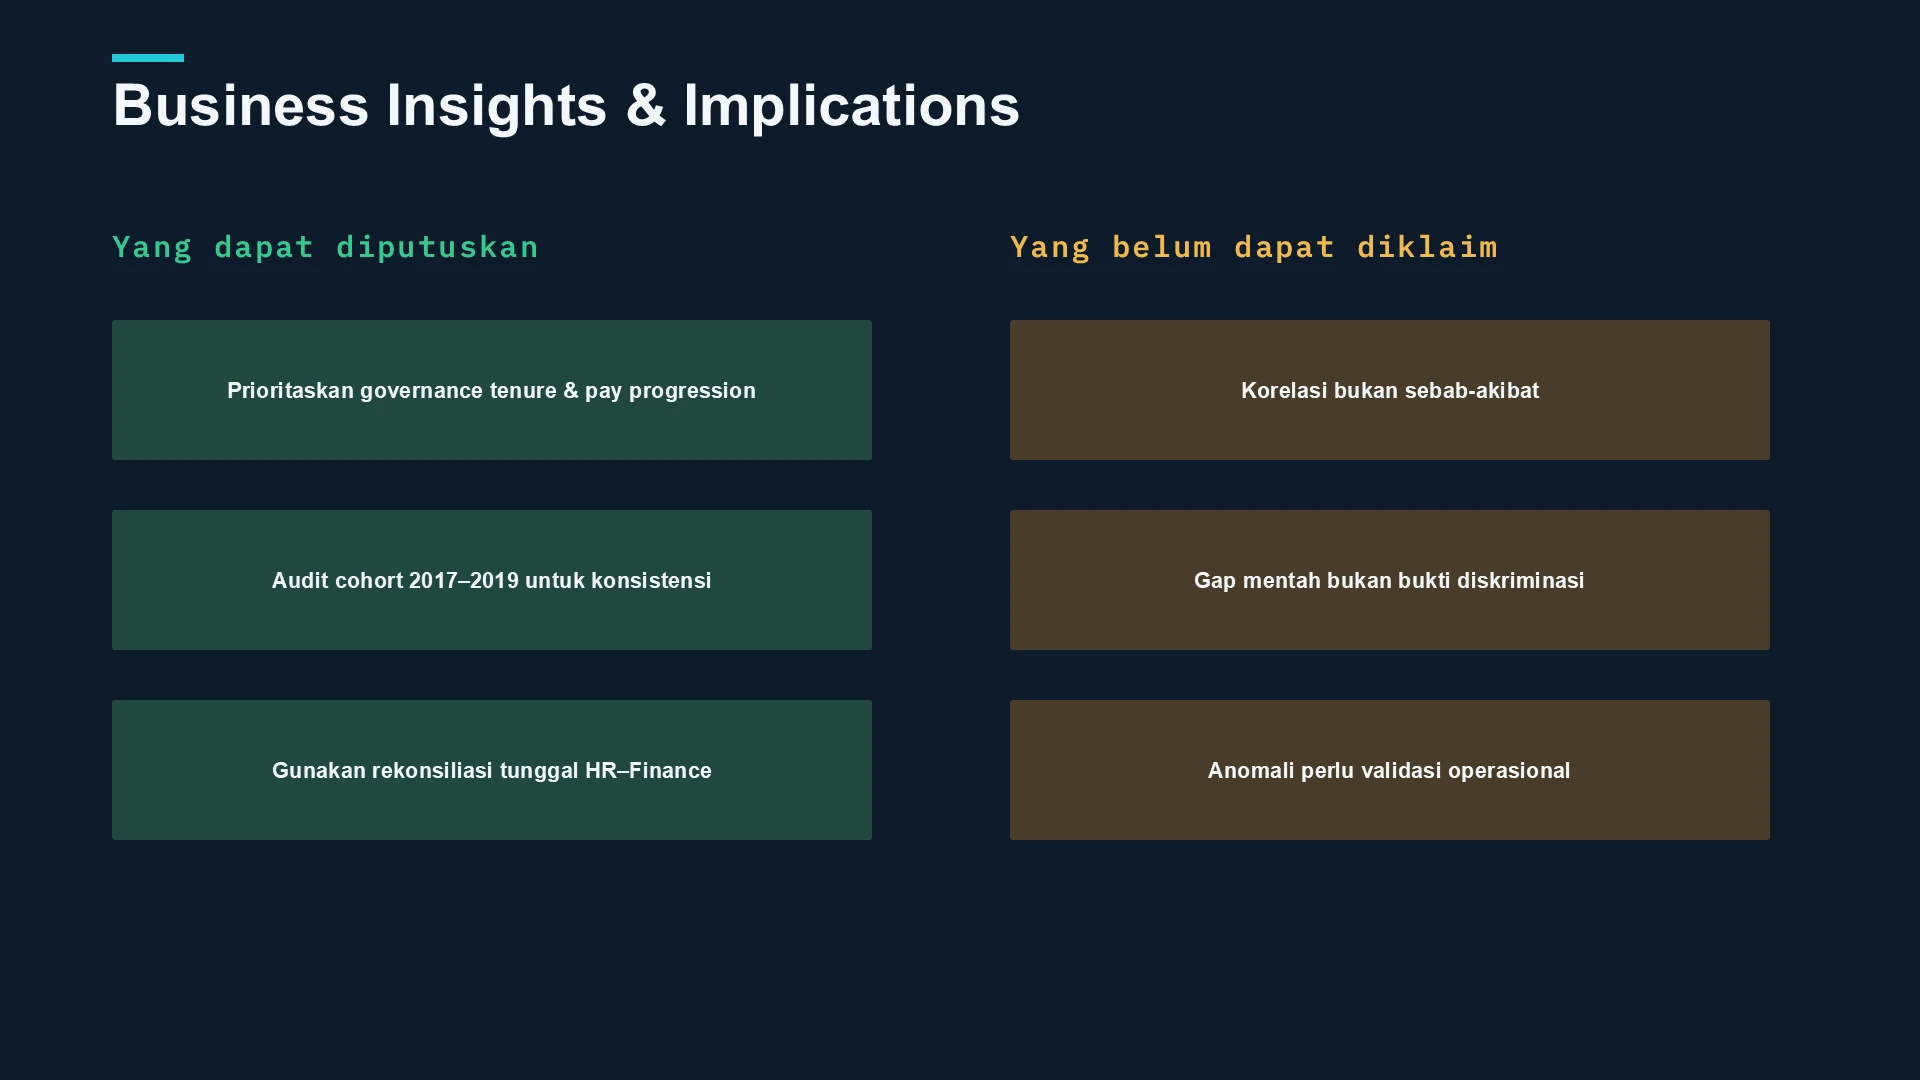 Business Insights & Implications
Yang dapat diputuskan
Prioritaskan governance tenure & pay progression
Audit cohort 2017–2019 untuk konsistensi
Gunakan rekonsiliasi tunggal HR–Finance
Yang belum dapat diklaim
Korelasi bukan sebab-akibat
Gap mentah bukan bukti diskriminasi
Anomali perlu validasi operasional